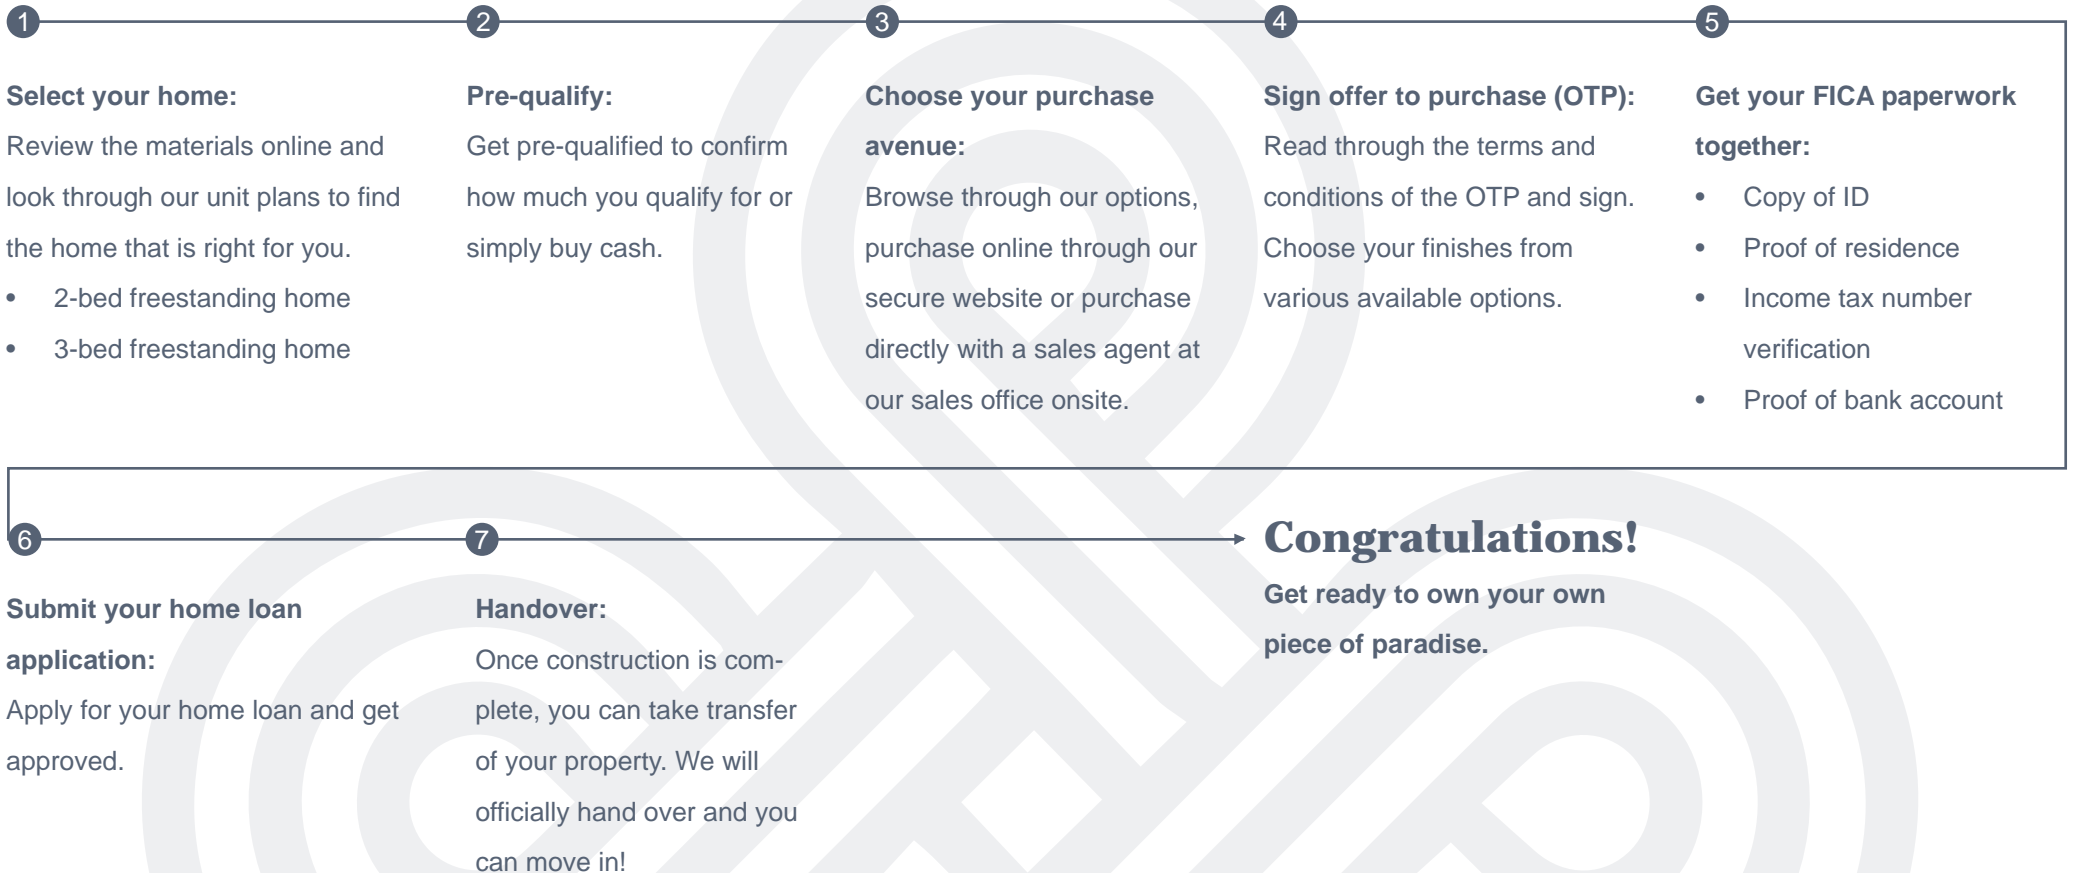 1
Select your home:
Review the materials online and
look through our unit plans to find
the home that is right for you.
• 2-bed freestanding home
• 3-bed freestanding home
2
Pre-qualify:
Get pre-qualified to confirm
how much you qualify for or
simply buy cash.
3
Choose your purchase
avenue:
Browse through our options,
purchase online through our
secure website or purchase
directly with a sales agent at
our sales office onsite.
4
Sign offer to purchase (OTP):
Read through the terms and
conditions of the OTP and sign.
Choose your finishes from
various available options.
5
Get your FICA paperwork
together:
• Copy of ID
• Proof of residence
• Income tax number
verification
• Proof of bank account
6
Submit your home loan
application:
Apply for your home loan and get
approved.
7
Handover:
Once construction is com-
plete, you can take transfer
of your property. We will
officially hand over and you
can move in!
Congratulations!
Get ready to own your own
piece of paradise.